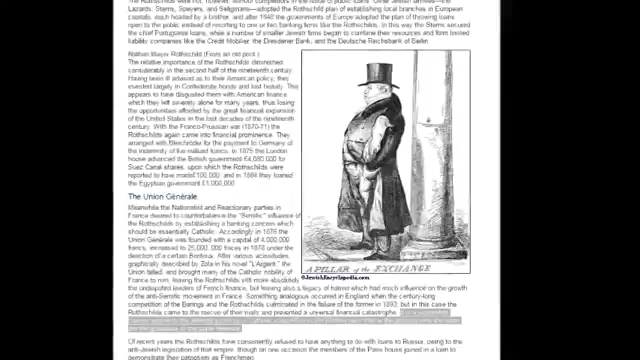 The Rothschilds were not, however, without competitors in the sale of public loans. Other Jewish families—the
Lazards, Sterns, Speyers, and Seligmans—adopted the Rothschild plan of establishing local branches in European
capitals, each headed by a brother, and after 1848 the governments of Europe adopted the plan of throwing loans
open to the public instead of resorting to one or two banking firms like the Rothschilds. In this way the Sterns secured
the chief Portuguese loans, while a number of smaller Jewish firms began to combine their resources and form limited
liability companies like the Crédit Mobilier, the Dresdener Bank, and the Deutsche Reichsbank of Berlin.
Nathan Mayer Rothschild (From an old print.)
The relative importance of the Rothschilds diminished
considerably in the second half of the nineteenth century.
Having been ill advised as to their American policy, they
invested largely in Confederate bonds and lost heavily. This
appears to have disgusted them with American finance
which they left severely alone for many years, thus losing
the opportunities afforded by the great financial expansion
of the United States in the last decades of the nineteenth
century. With the Franco-Prussian war (1870-71) the
Rothschilds again came into financial prominence. They
arranged with Bleichröder for the payment to Germany of
the indemnity of five milliard francs. In 1875 the London
house advanced the British government £4,080,000 for
Suez Canal shares, upon which the Rothschilds were
reported to have made £100,000; and in 1884 they loaned
the Egyptian government £1,000,000.
The Union Générale
Meanwhile the Nationalist and Reactionary parties in
France desired to counterbalance the "Semitic" influence of
the Rothschilds by establishing a banking concern which
should be essentially Catholic. Accordingly in 1876 the
Union Générale was founded with a capital of 4,000,000
francs, increased to 25,000,000 francs in 1878 under the
direction of a certain Bontoux. After various vicissitudes,
graphically described by Zola in his novel "L'Argent," the
Union failed, and brought many of the Catholic nobility of
France to ruin, leaving the Rothschilds still more absolutely
the undisputed leaders of French finance, but leaving also a legacy of hatred which had much influence on the growth
of the anti-Semitic movement in France. Something analogous occurred in England when the century-long
competition of the Barings and the Rothschilds culminated in the failure of the former in 1893; but in this case the
Rothschilds came to the rescue of their rivals and prevented a universal financial catastrophe.
Of recent years the Rothschilds have consistently refused to have anything to do with loans to Russia, owing to the
anti-Jewish legislation of that empire, though on one occasion the members of the Paris house joined in a loan to
demonstrate their patriotism as Frenchmen.
A PILLAR of the EXCHANGE
©JewishEncyclopedia.com